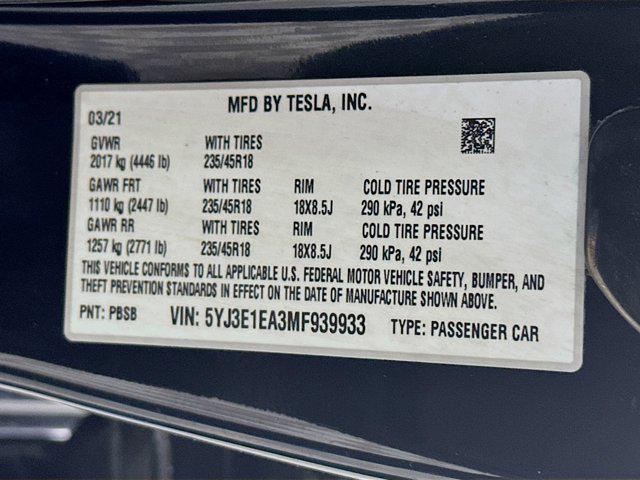 MFD BY TESLA, INC.
03/21
GVWR WITH TIRES
2017 kg (4446 lb) 235/45R18
GAWR FRT WITH TIRES RIM COLD TIRE PRESSURE
1110 kg (2447 lb) 235/45R18 18X8.5J 290 kPa, 42 psi
GAWR RR WITH TIRES RIM COLD TIRE PRESSURE
1257 kg (2771 lb) 235/45R18 18X8.5J 290 kPa, 42 psi
THIS VEHICLE CONFORMS TO ALL APPLICABLE U.S. FEDERAL MOTOR VEHICLE SAFETY, BUMPER, AND
THEFT PREVENTION STANDARDS IN EFFECT ON THE DATE OF MANUFACTURE SHOWN ABOVE.
PNT: PBSB VIN: 5YJ3E1EA3MF939933 TYPE: PASSENGER CAR